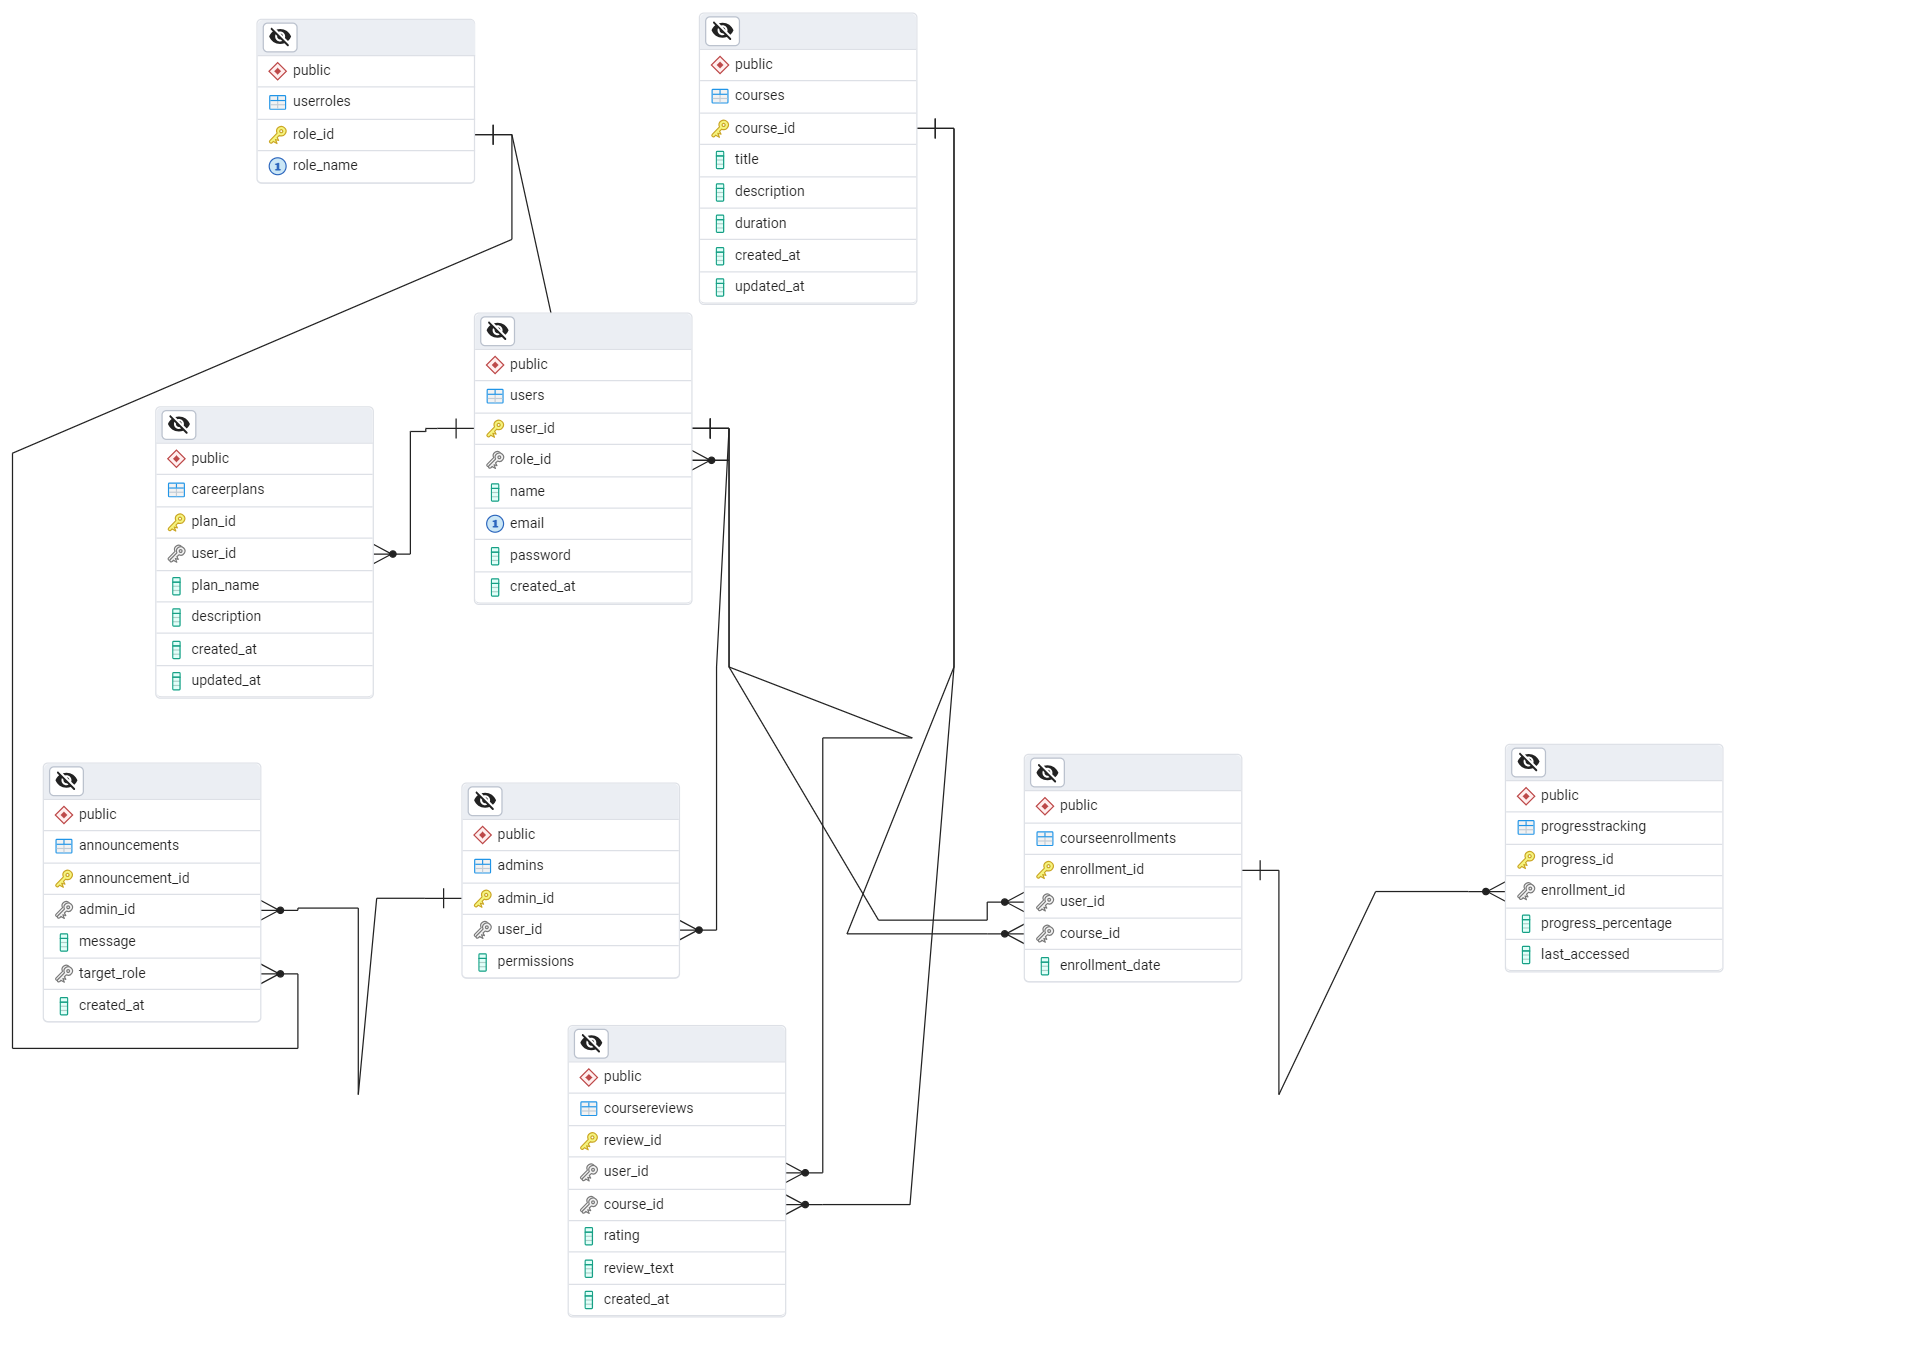 public
userroles
role_id
1 role_name
public
courses
course_id
title
description
duration
created_at
updated_at
public
users
user_id
role_id
name
1 email
password
created_at
public
careerplans
plan_id
user_id
plan_name
description
created_at
updated_at
public
announcements
announcement_id
admin_id
message
target_role
created_at
public
admins
admin_id
user_id
permissions
public
courseenrollments
enrollment_id
user_id
course_id
enrollment_date
public
progresstracking
progress_id
enrollment_id
progress_percentage
last_accessed
public
coursereviews
review_id
user_id
course_id
rating
review_text
created_at